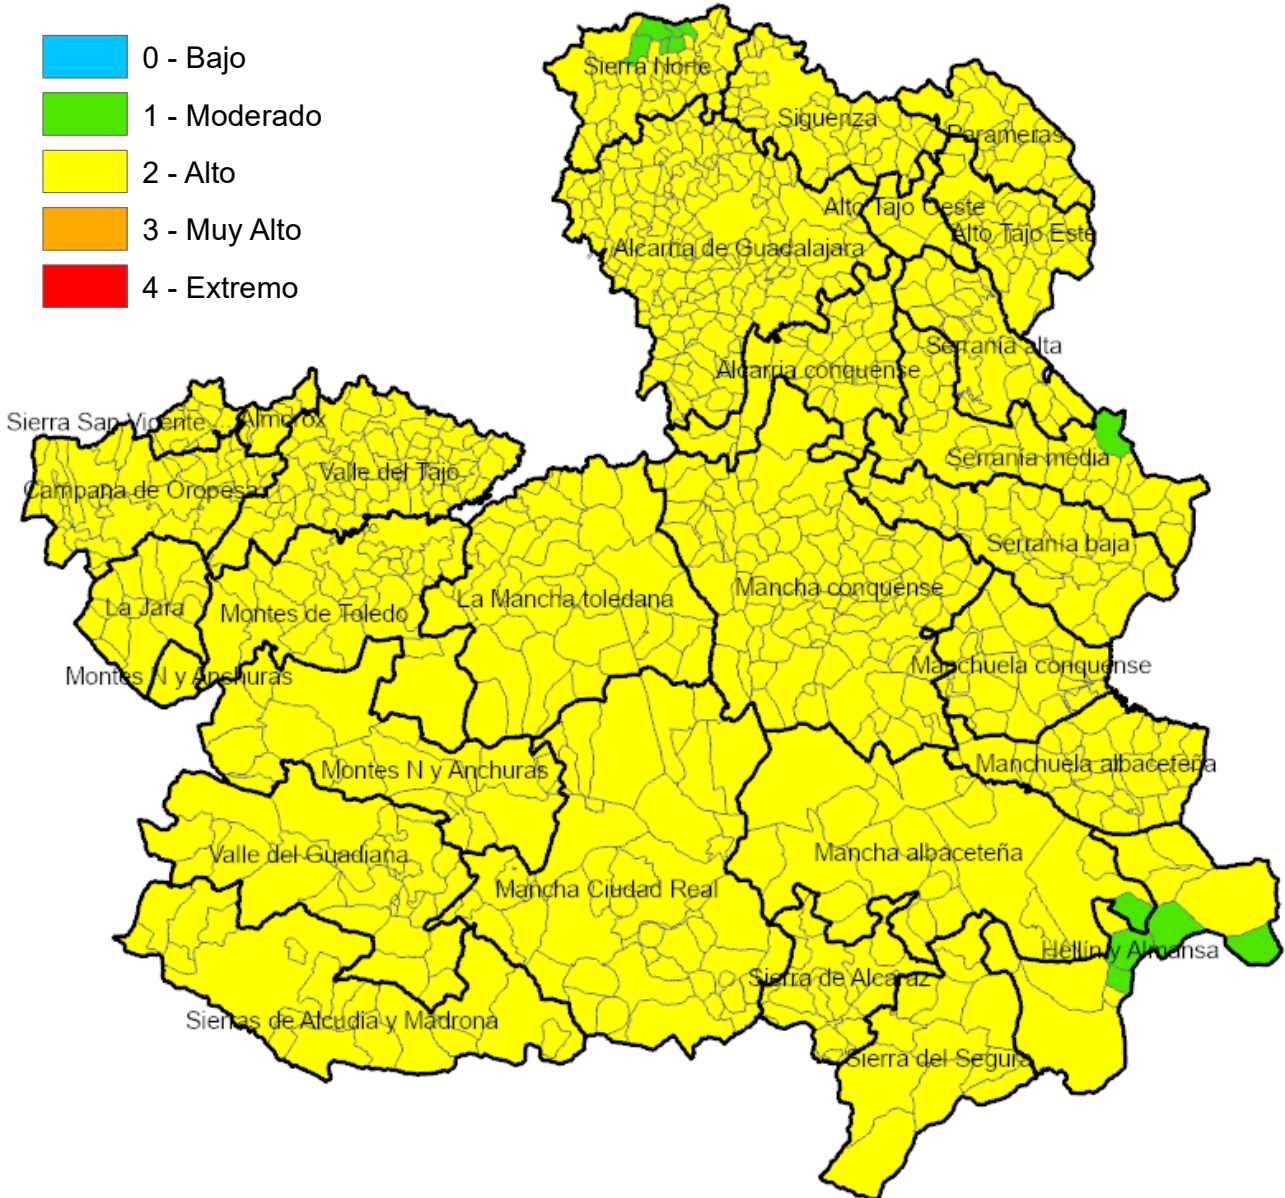 0 - Bajo
1 - Moderado
2 - Alto
3 - Muy Alto
4 - Extremo
Sierra Norte
Siguenza
Parameras
Alto Tajo Oeste
Alto Tajo Este
Alcarria de Guadalajara
Serranía alta
Alcarria conquense
Sierra San Vicente
Almorox
Serranía media
Valle del Tajo
Campana de Oropesa
Serranía baja
Mancha conquense
La Mancha toledana
La Jara
Montes de Toledo
Manchuela conquense
Montes N y Anchuras
Manchuela albaceteña
Montes N y Anchuras
Mancha albaceteña
Valle del Guadiana
Mancha Ciudad Real
Hellín y Almansa
Sierra de Alcaraz
Sierras de Alcudia y Madrona
Sierra del Segura